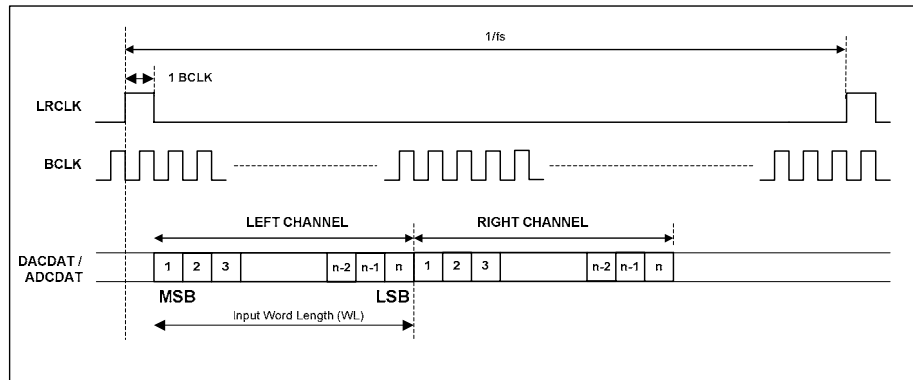 1/fs
1 BCLK
LRCLK
BCLK
LEFT CHANNEL RIGHT CHANNEL
DACDAT /
ADCDAT
1 2 3 n-2 n-1 n 1 2 3 n-2 n-1 n
MSB LSB
Input Word Length (WL)